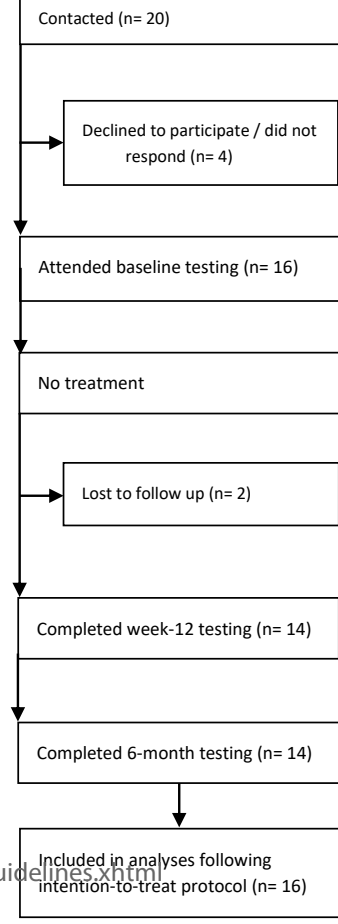 Contacted (n= 20)
Declined to participate / did not
respond (n= 4)
Attended baseline testing (n= 16)
No treatment
Lost to follow up (n= 2)
Completed week-12 testing (n= 14)
Completed 6-month testing (n= 14)
Included in analyses following
uidelines.xhtml
intention-to-treat protocol (n= 16)